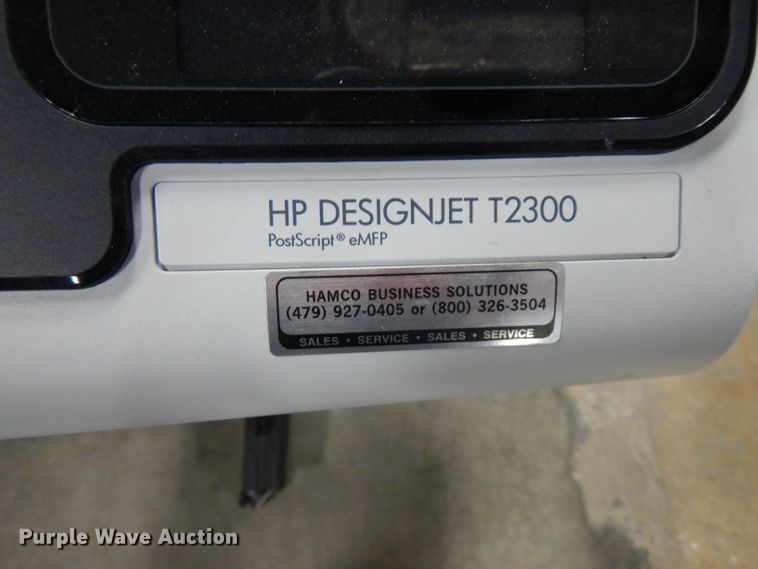 HP DESIGNJET T2300
PostScript® eMFP
HAMCO BUSINESS SOLUTIONS
(479) 927-0405 or (800) 326-3504
SALES • SERVICE • SALES • SERVICE
Purple Wave Auction